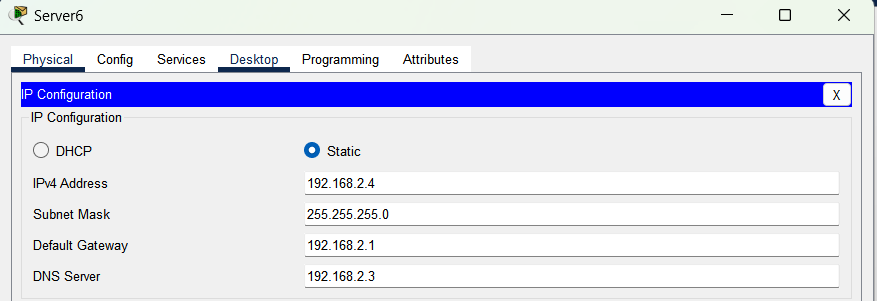 Server6
Physical Config Services Desktop Programming Attributes
IP Configuration X
IP Configuration
DHCP Static
IPv4 Address 192.168.2.4
Subnet Mask 255.255.255.0
Default Gateway 192.168.2.1
DNS Server 192.168.2.3